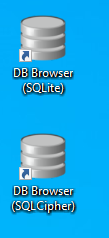 DB Browser
(SQLite)
DB Browser
(SQLCipher)